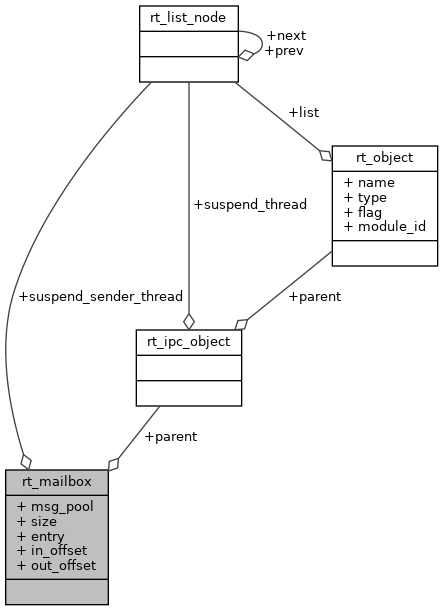 rt_list_node
+next
+prev
+list
rt_object
+ name
+ type
+ flag
+ module_id
+suspend_thread
+suspend_sender_thread
+parent
rt_ipc_object
+parent
rt_mailbox
+ msg_pool
+ size
+ entry
+ in_offset
+ out_offset